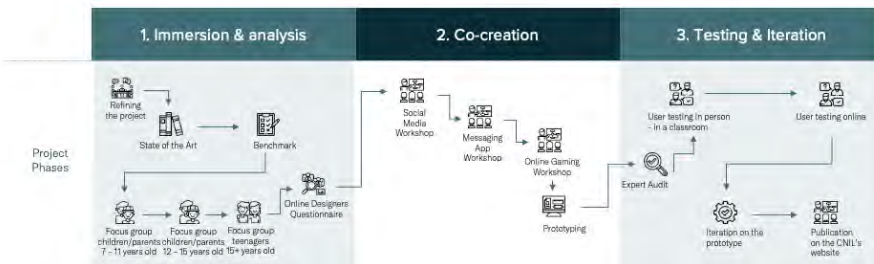 1. Immersion & analysis
2. Co-creation
3. Testing & Iteration
Project
Phases
Refining
the project
State of the Art
Benchmark
Focus group
children/parents
7 – 11 years old
Focus group
children/parents
12 – 15 years old
Focus group
teenagers
15+ years old
Online Designers
Questionnaire
Social
Media
Workshop
Messaging
App
Workshop
Online Gaming
Workshop
Prototyping
Expert Audit
User testing in person
- in a classroom
User testing online
Iteration on the
prototype
Publication
on the CNIL's
website